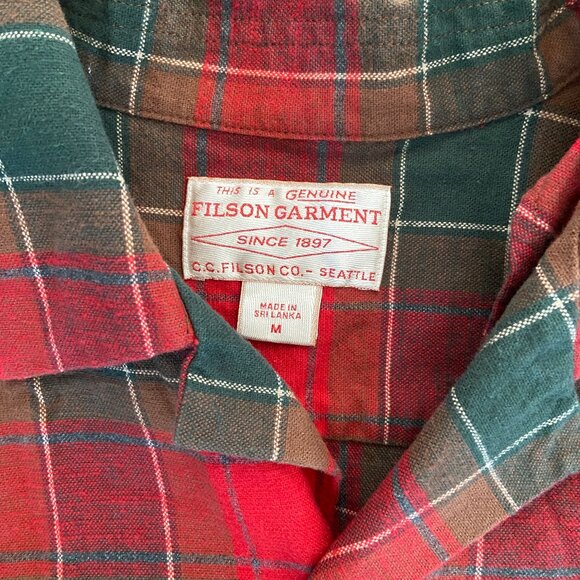 THIS IS A GENUINE
FILSON GARMENT
SINCE 1897
C.C. FILSON CO. - SEATTLE
MADE IN
SRI LANKA
M